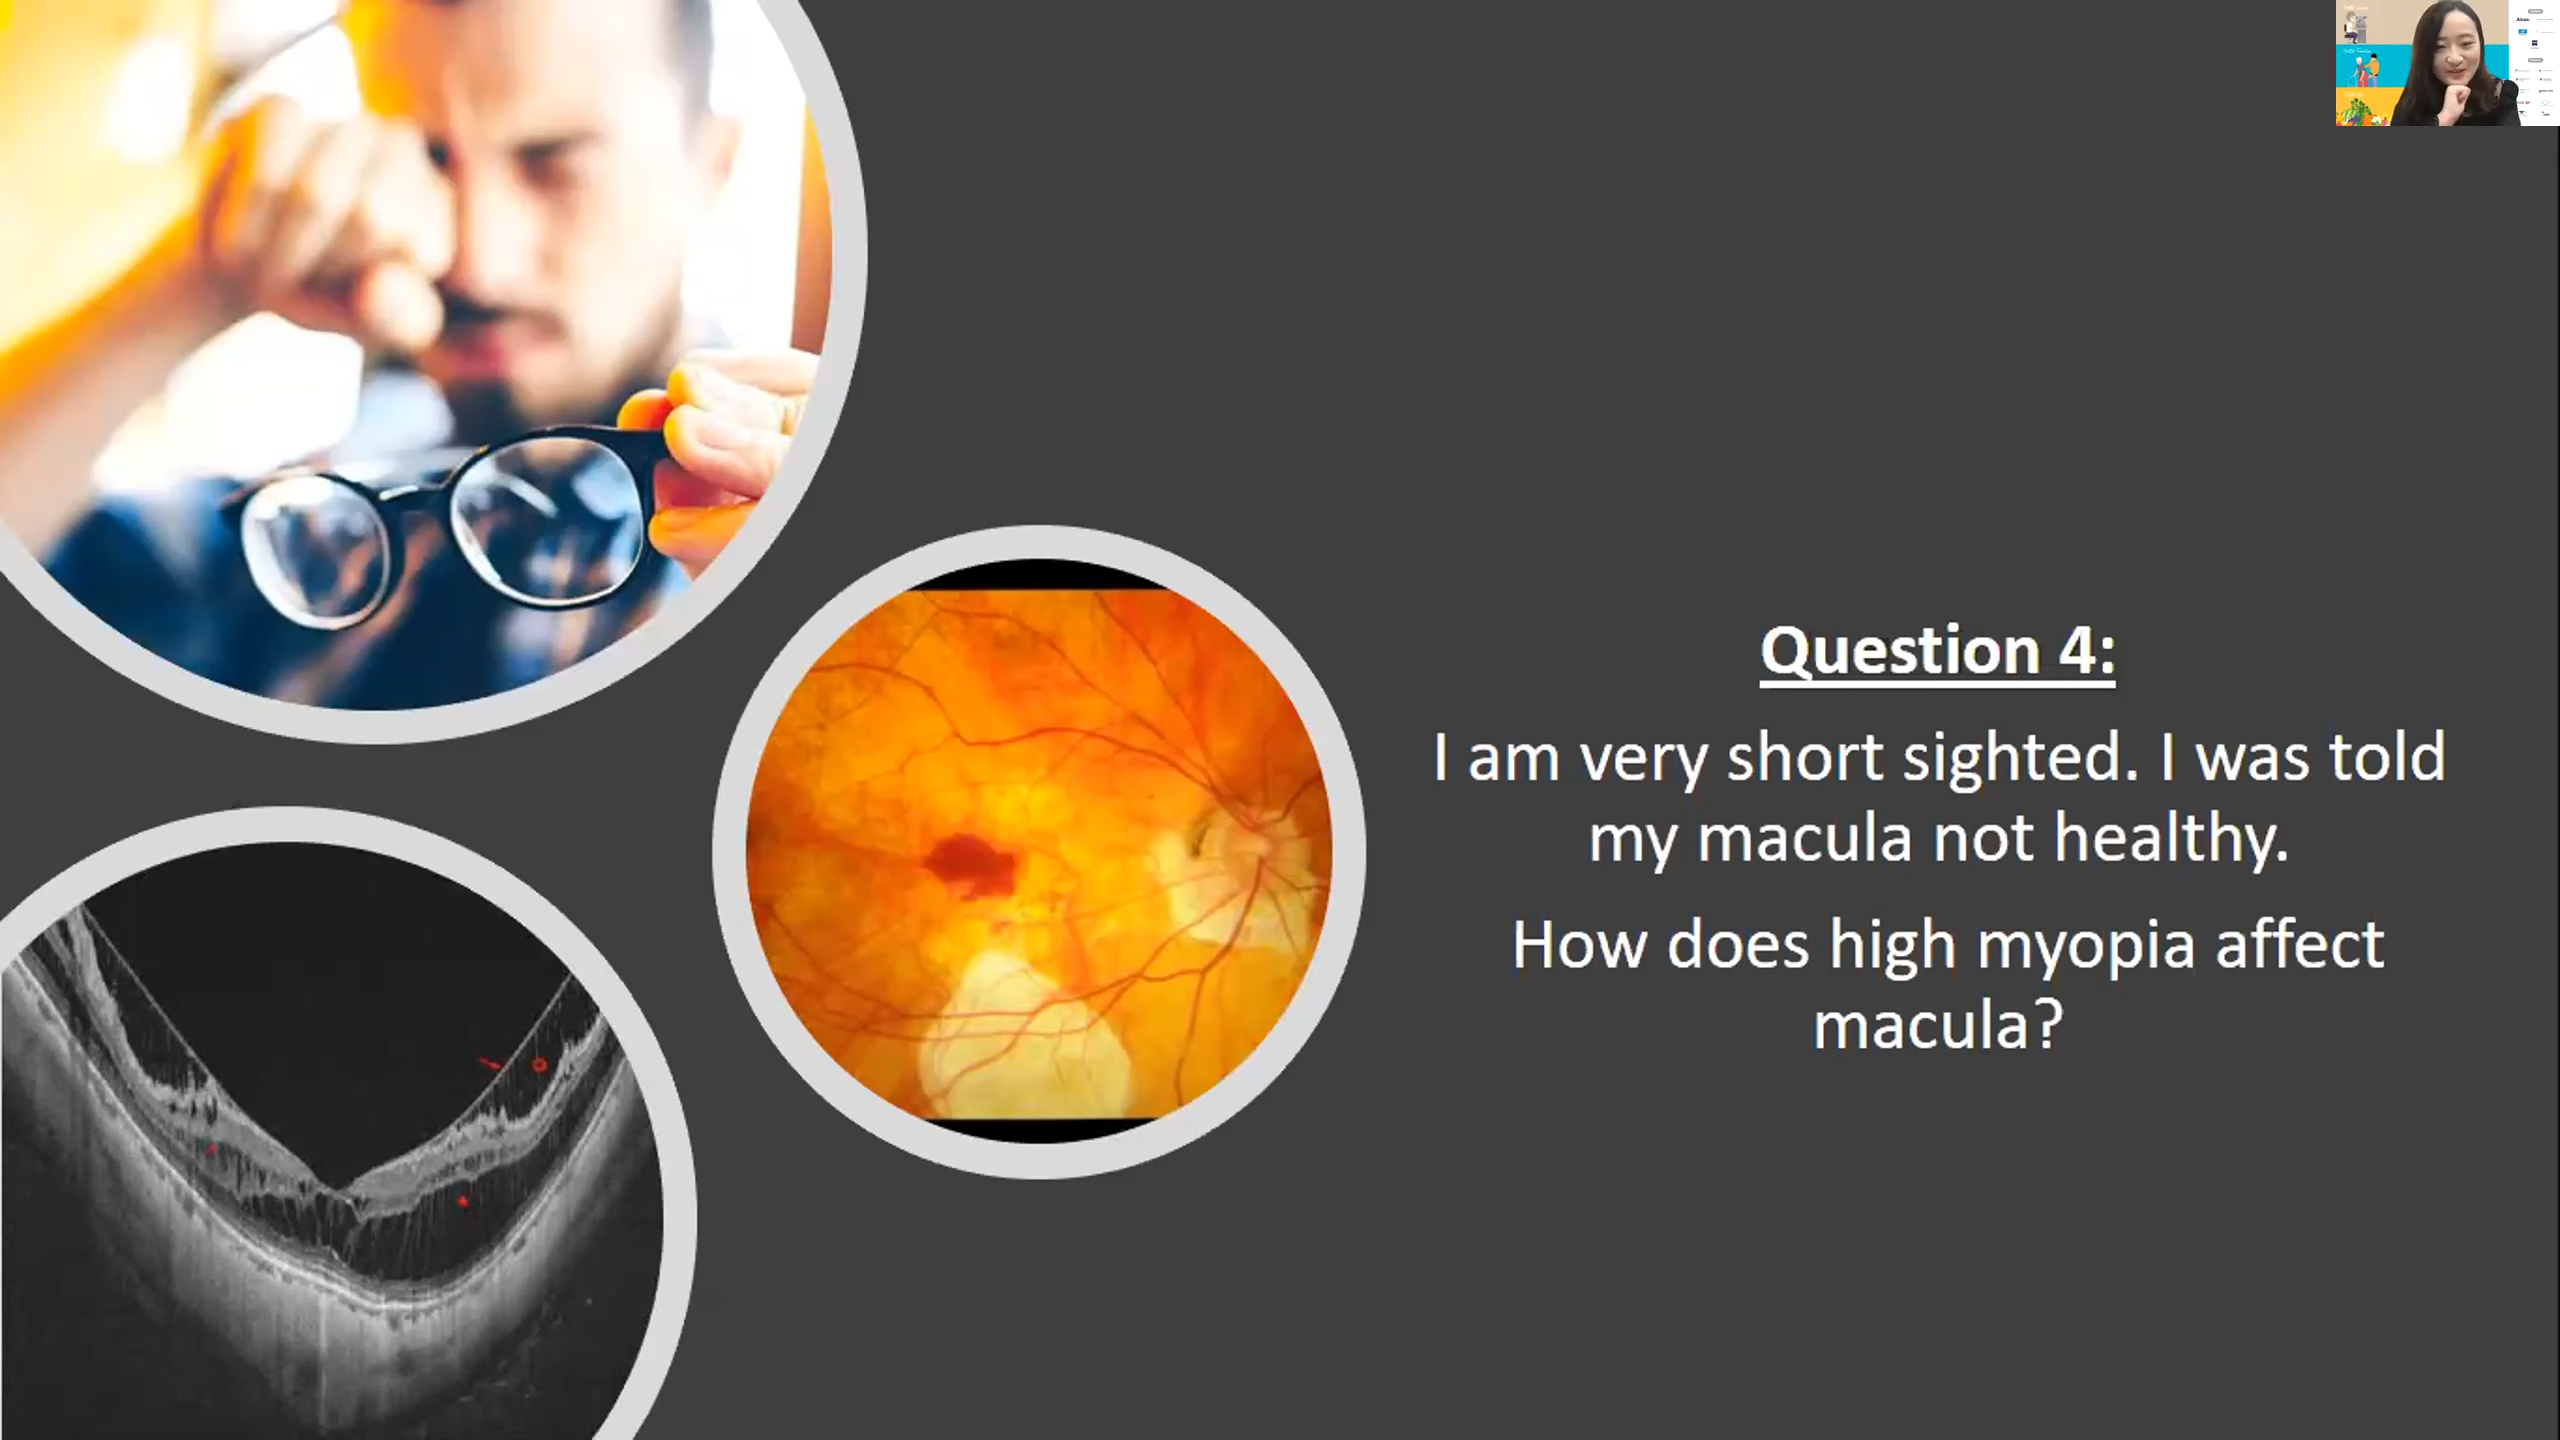 Question 4:
I am very short sighted. I was told
my macula not healthy.
How does high myopia affect
macula?